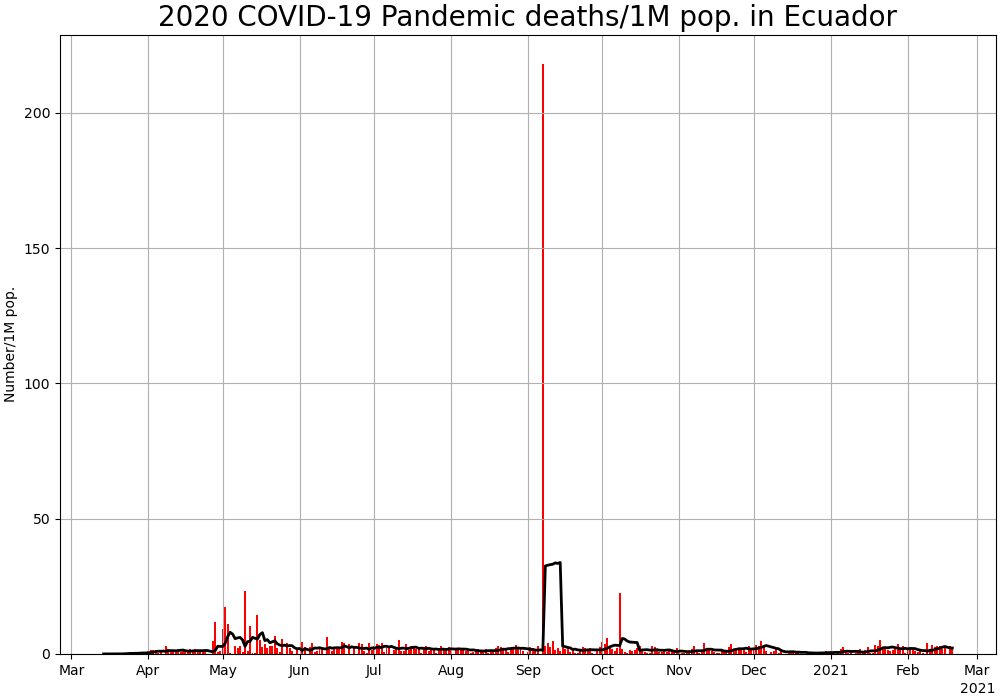 2020 COVID-19 Pandemic deaths/1M pop. in Ecuador
Number/1M pop.
200
150
100
50
0
Mar Apr May Jun Jul Aug Sep Oct Nov Dec 2021 Feb Mar
2021